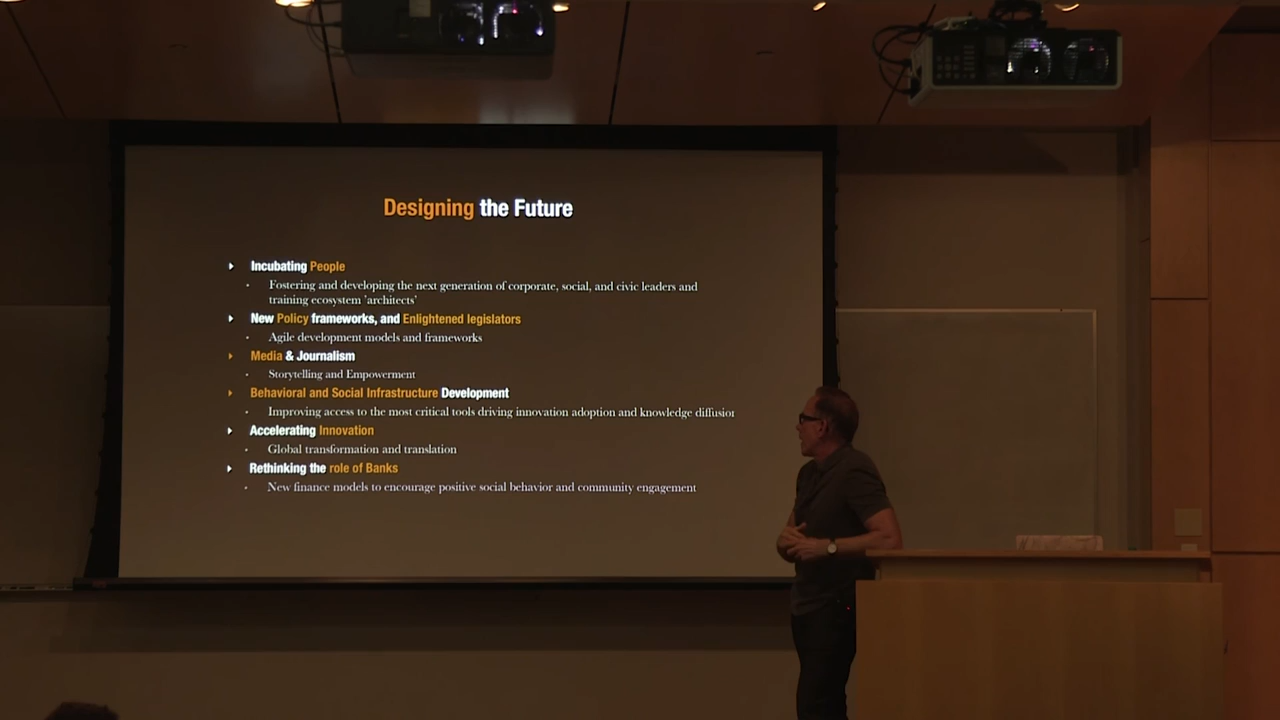 Designing the Future
Incubating People
Fostering and developing the next generation of corporate, social, and civic leaders and
training ecosystem 'architects'
New Policy frameworks, and Enlightened legislators
Agile development models and frameworks
Media & Journalism
Storytelling and Empowerment
Behavioral and Social Infrastructure Development
Improving access to the most critical tools driving innovation adoption and knowledge diffusion
Accelerating Innovation
Global transformation and translation
Rethinking the role of Banks
New finance models to encourage positive social behavior and community engagement